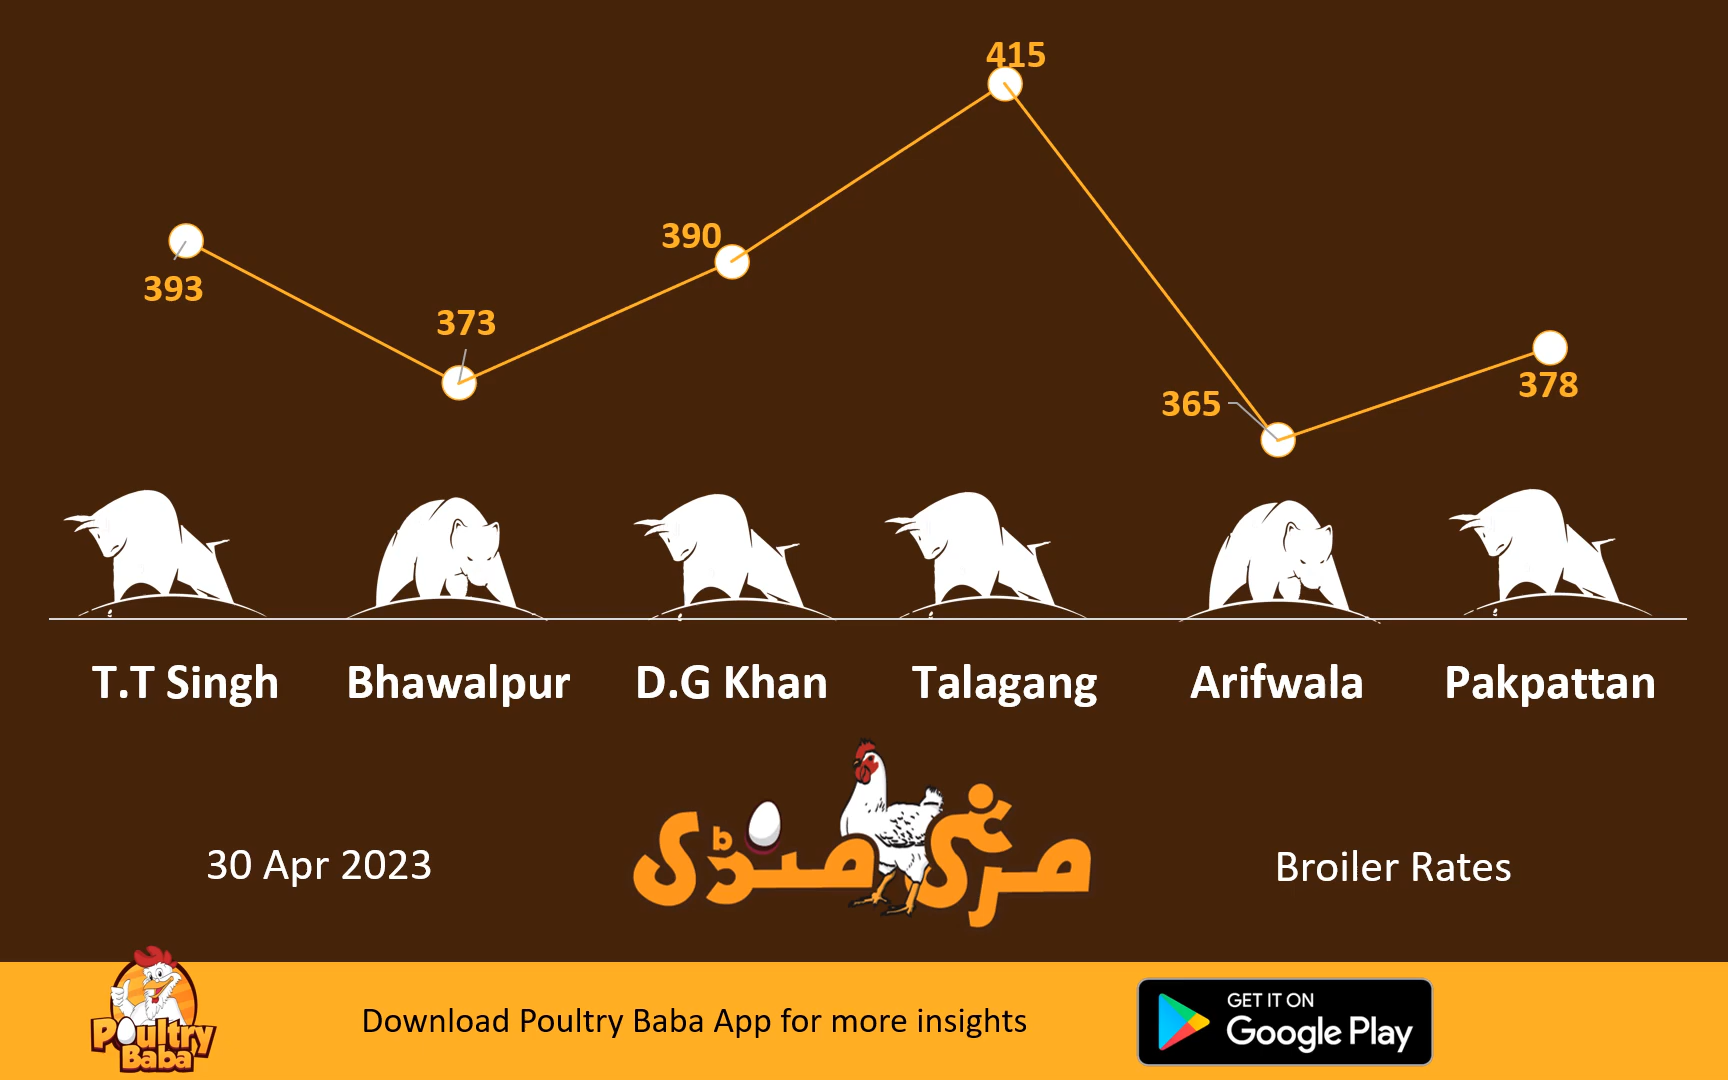 415
393
373
390
365
378
T.T Singh
Bhawalpur
D.G Khan
Talagang
Arifwala
Pakpattan
30 Apr 2023
مرغی منڈی
Broiler Rates
Poultry
Baba
Download Poultry Baba App for more insights
GET IT ON
Google Play